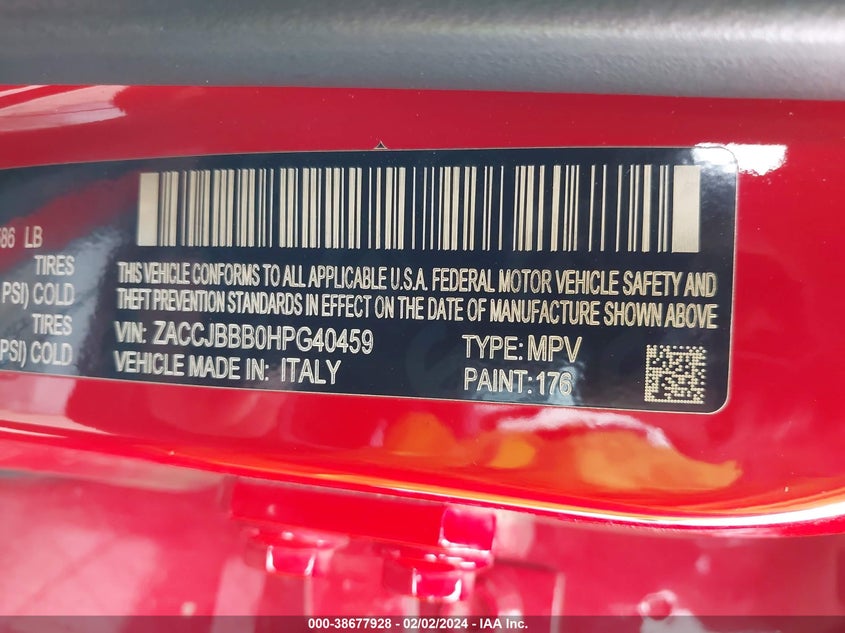 586 LB
TIRES
PSI) COLD
TIRES
PSI) COLD
THIS VEHICLE CONFORMS TO ALL APPLICABLE U.S.A. FEDERAL MOTOR VEHICLE SAFETY AND
THEFT PREVENTION STANDARDS IN EFFECT ON THE DATE OF MANUFACTURE SHOWN ABOVE
VIN: ZACCJBBB0HPG40459 TYPE: MPV
VEHICLE MADE IN: ITALY PAINT: 176
000-38677928 - 02/02/2024 - IAA Inc.